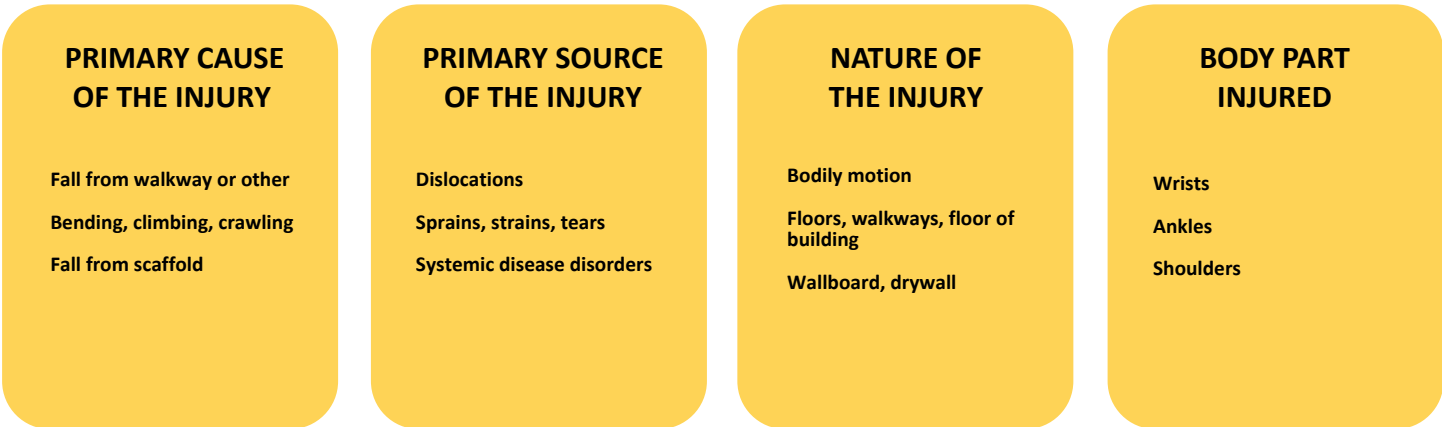 PRIMARY CAUSE
OF THE INJURY
Fall from walkway or other
Bending, climbing, crawling
Fall from scaffold
PRIMARY SOURCE
OF THE INJURY
Dislocations
Sprains, strains, tears
Systemic disease disorders
NATURE OF
THE INJURY
Bodily motion
Floors, walkways, floor of
building
Wallboard, drywall
BODY PART
INJURED
Wrists
Ankles
Shoulders